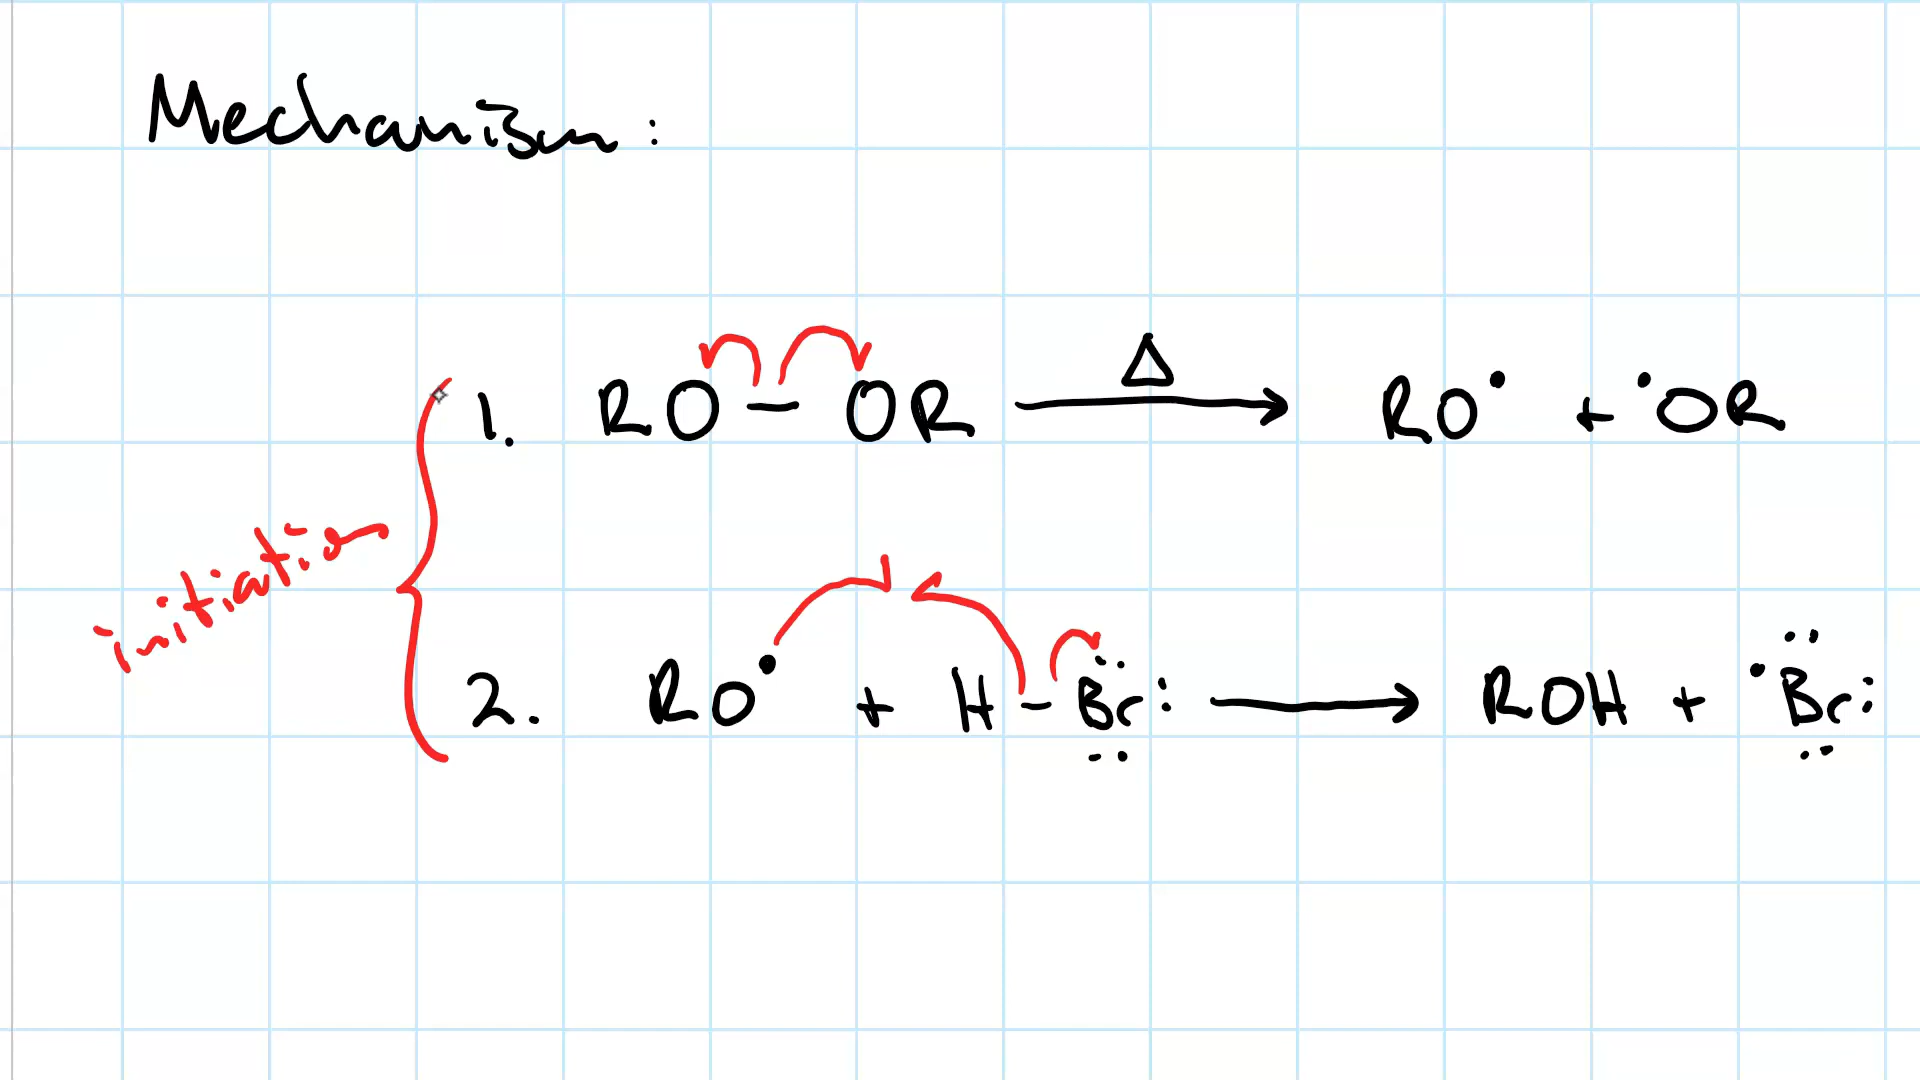 Mechanism:
1. RO – OR →Δ RO• + •OR
initiation
2. RO• + H – Br: → ROH + •Br: